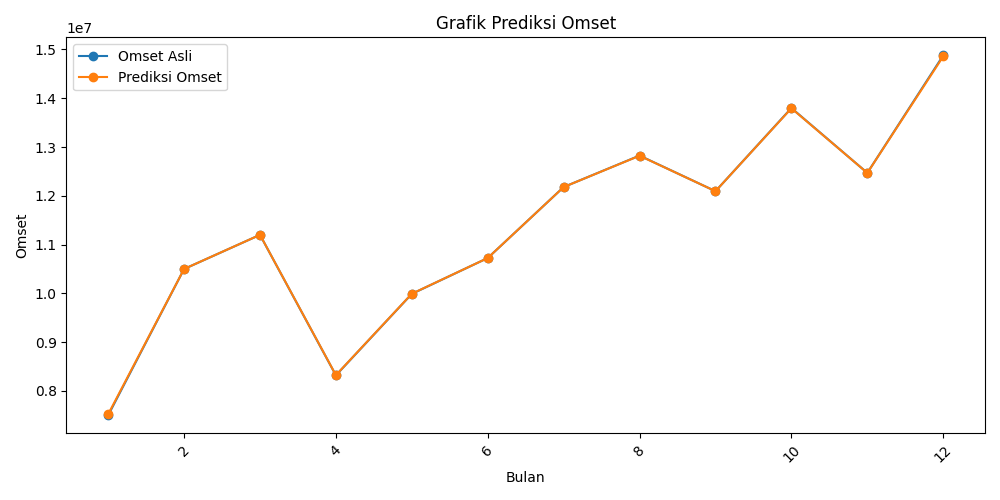 Grafik Prediksi Omset
1e7
Omset Asli
Prediksi Omset
1.5
1.4
1.3
1.2
1.1
1.0
0.9
0.8
Omset
2 4 6 8 10 12
Bulan